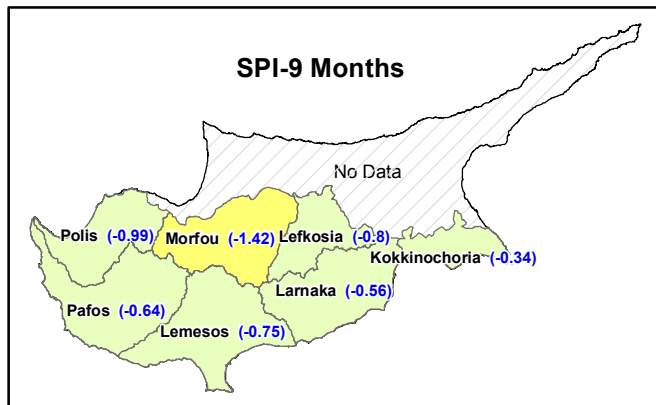 SPI-9 Months
No Data
Polis (-0.99)
Morfou (-1.42)
Lefkosia (-0.8)
Kokkinochoria (-0.34)
Larnaka (-0.56)
Pafos (-0.64)
Lemesos (-0.75)